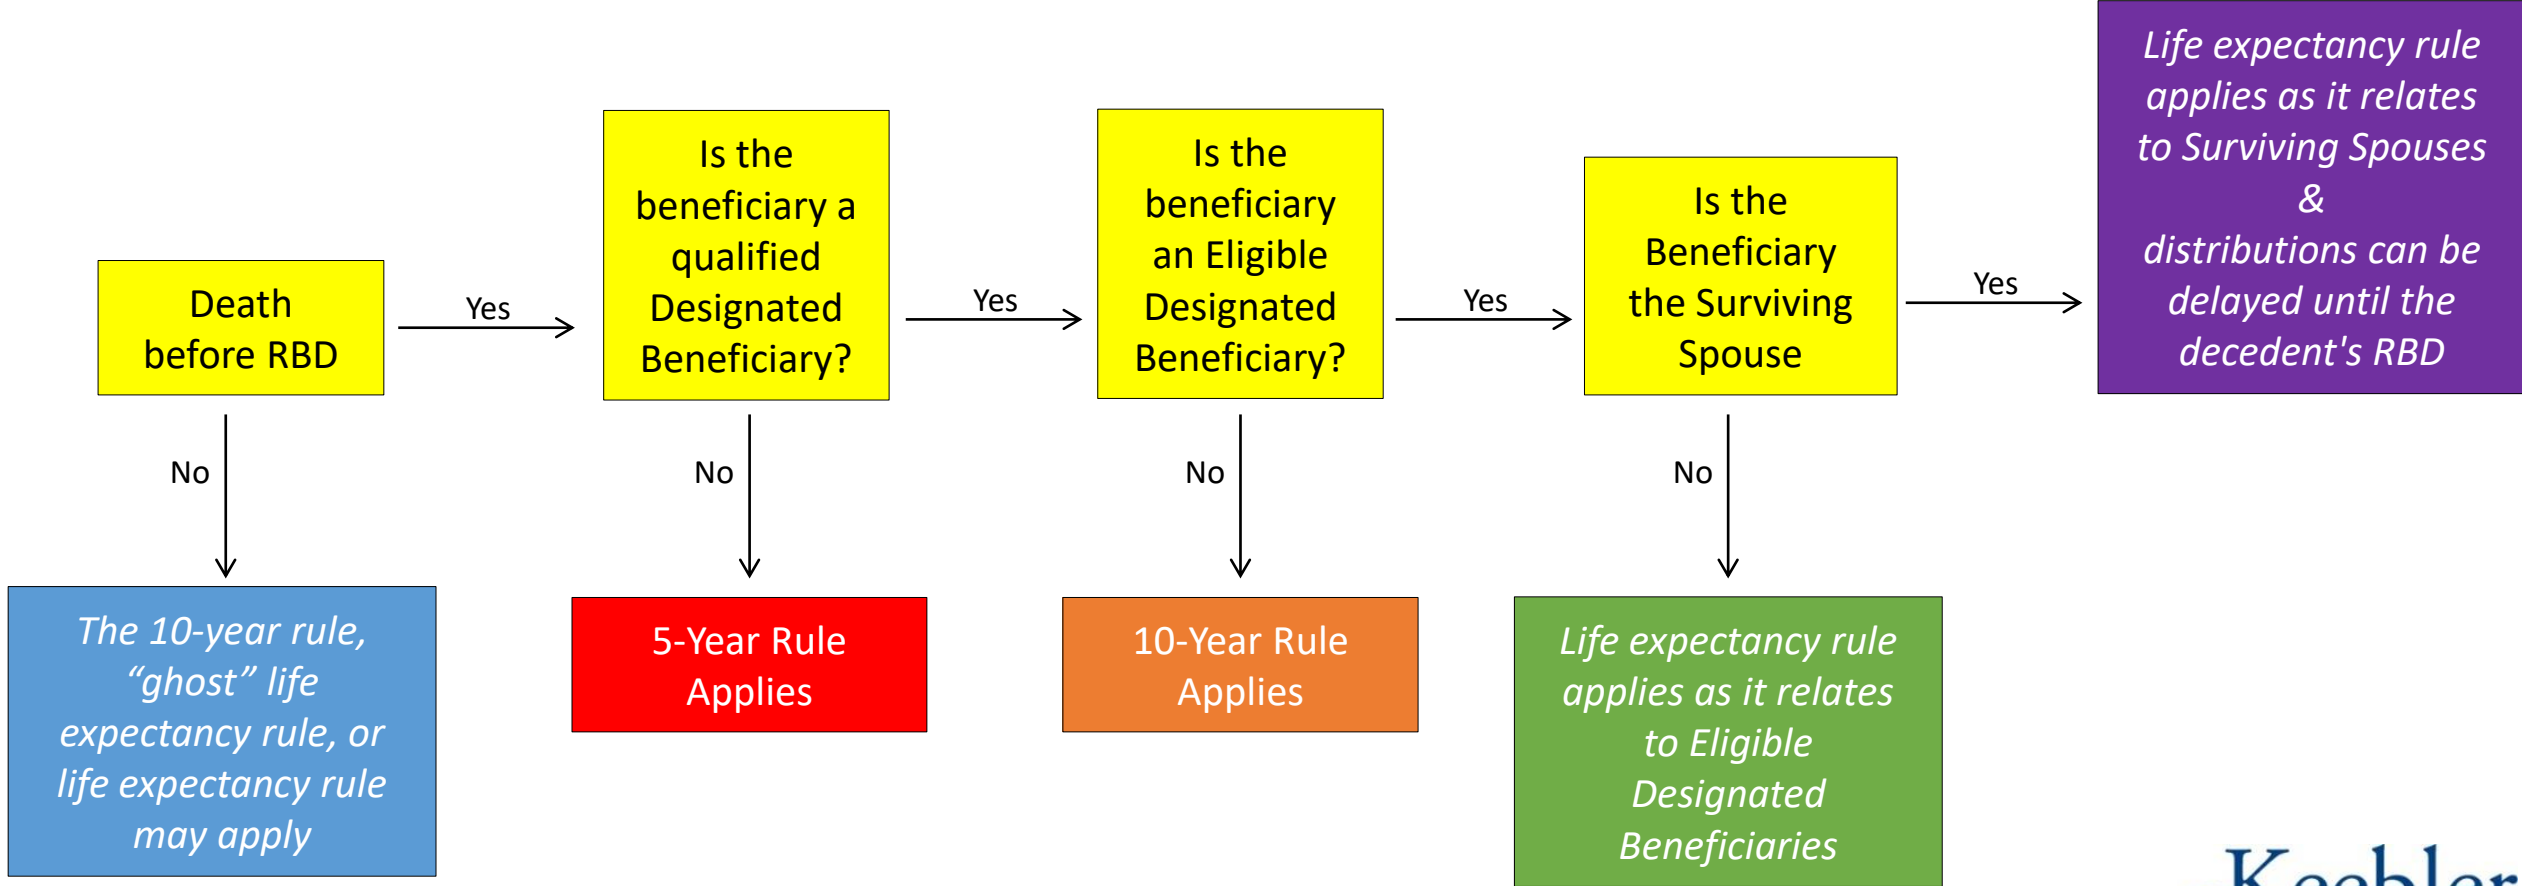 Death
before RBD
Yes
Is the
beneficiary a
qualified
Designated
Beneficiary?
Yes
Is the
beneficiary
an Eligible
Designated
Beneficiary?
Yes
Is the
Beneficiary
the Surviving
Spouse
Yes
Life expectancy rule
applies as it relates
to Surviving Spouses
&
distributions can be
delayed until the
decedent's RBD
No
No
No
No
The 10-year rule,
“ghost” life
expectancy rule, or
life expectancy rule
may apply
5-Year Rule
Applies
10-Year Rule
Applies
Life expectancy rule
applies as it relates
to Eligible
Designated
Beneficiaries
Keebler